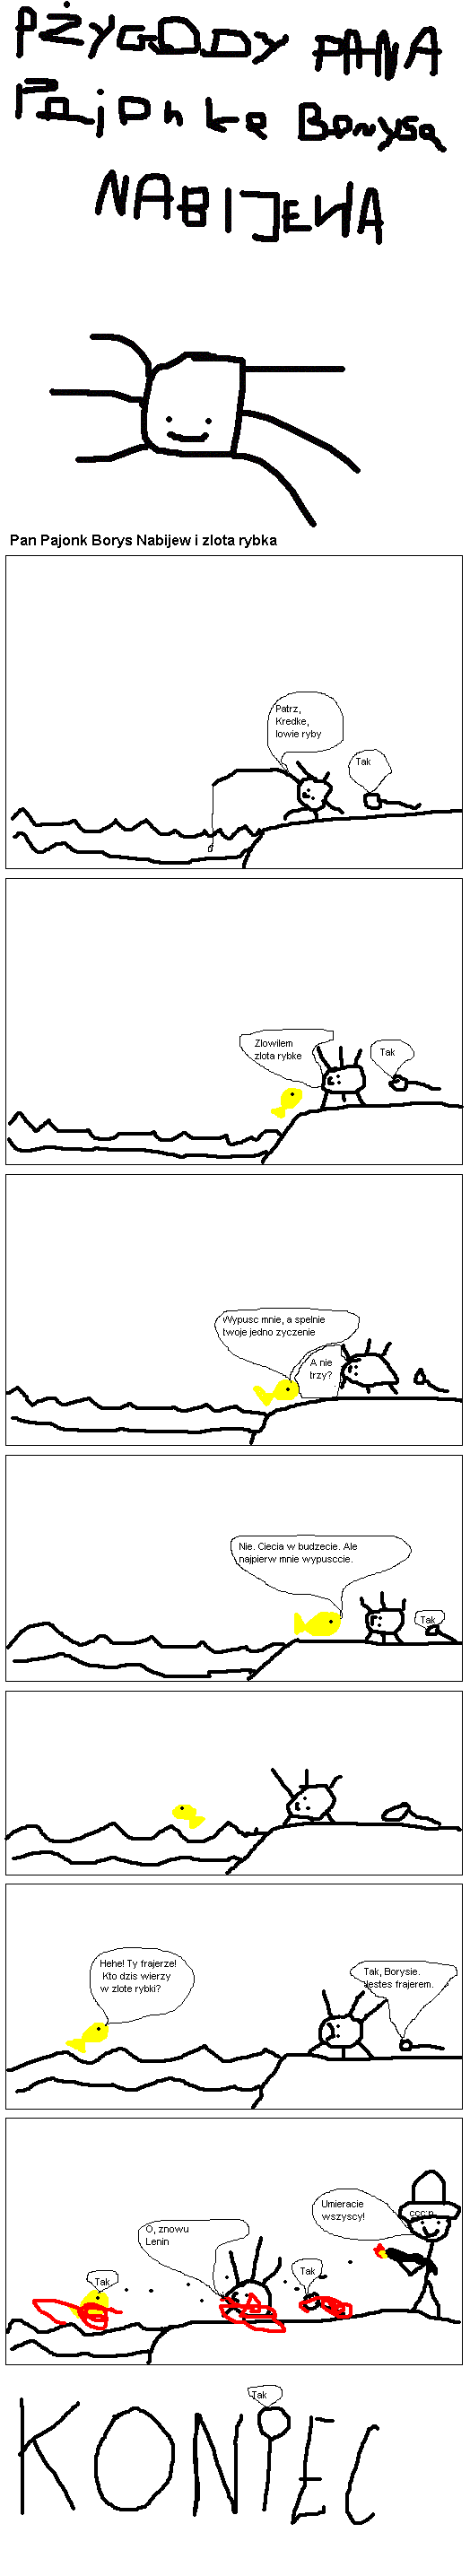 PŻYGODY PANA
Pajonka Borysa
NABIJEWA
Pan Pajonk Borys Nabijew i zlota rybka
Patrz,
Kredke,
lowie ryby
Tak
Zlowilem
zlota rybke
Tak
Wypusc mnie, a spelnie
twoje jedno zyczenie
A nie
trzy?
Nie. Ciecia w budzecie. Ale
najpierw mnie wypusccie.
Tak
Hehe! Ty frajerze!
Kto dzis wierzy
w zlote rybki?
Tak, Borysie.
Jestes frajerem.
Umieracie
wszyscy!
O, znowu
Lenin
Tak
Tak
Tak
KONiEC